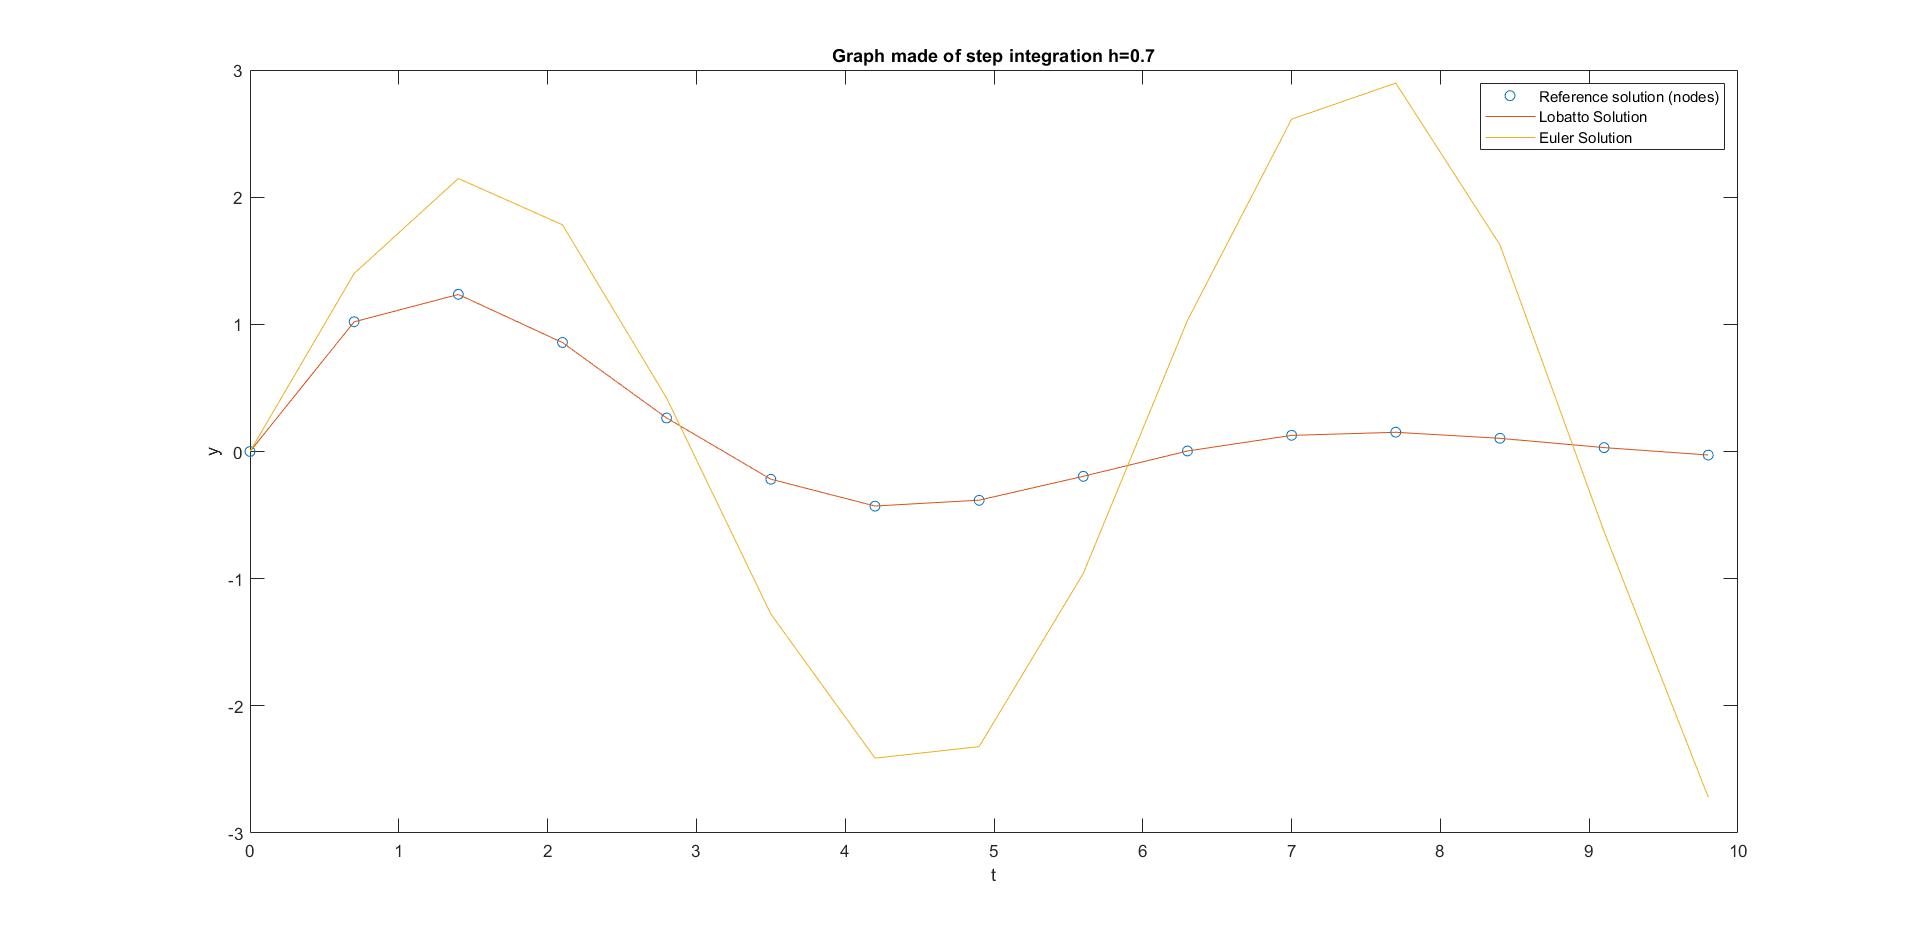 Graph made of step integration h=0.7
3
Reference solution (nodes)
Lobatto Solution
Euler Solution
2
1
y
0
-1
-2
-3
0 1 2 3 4 5 6 7 8 9 10
t